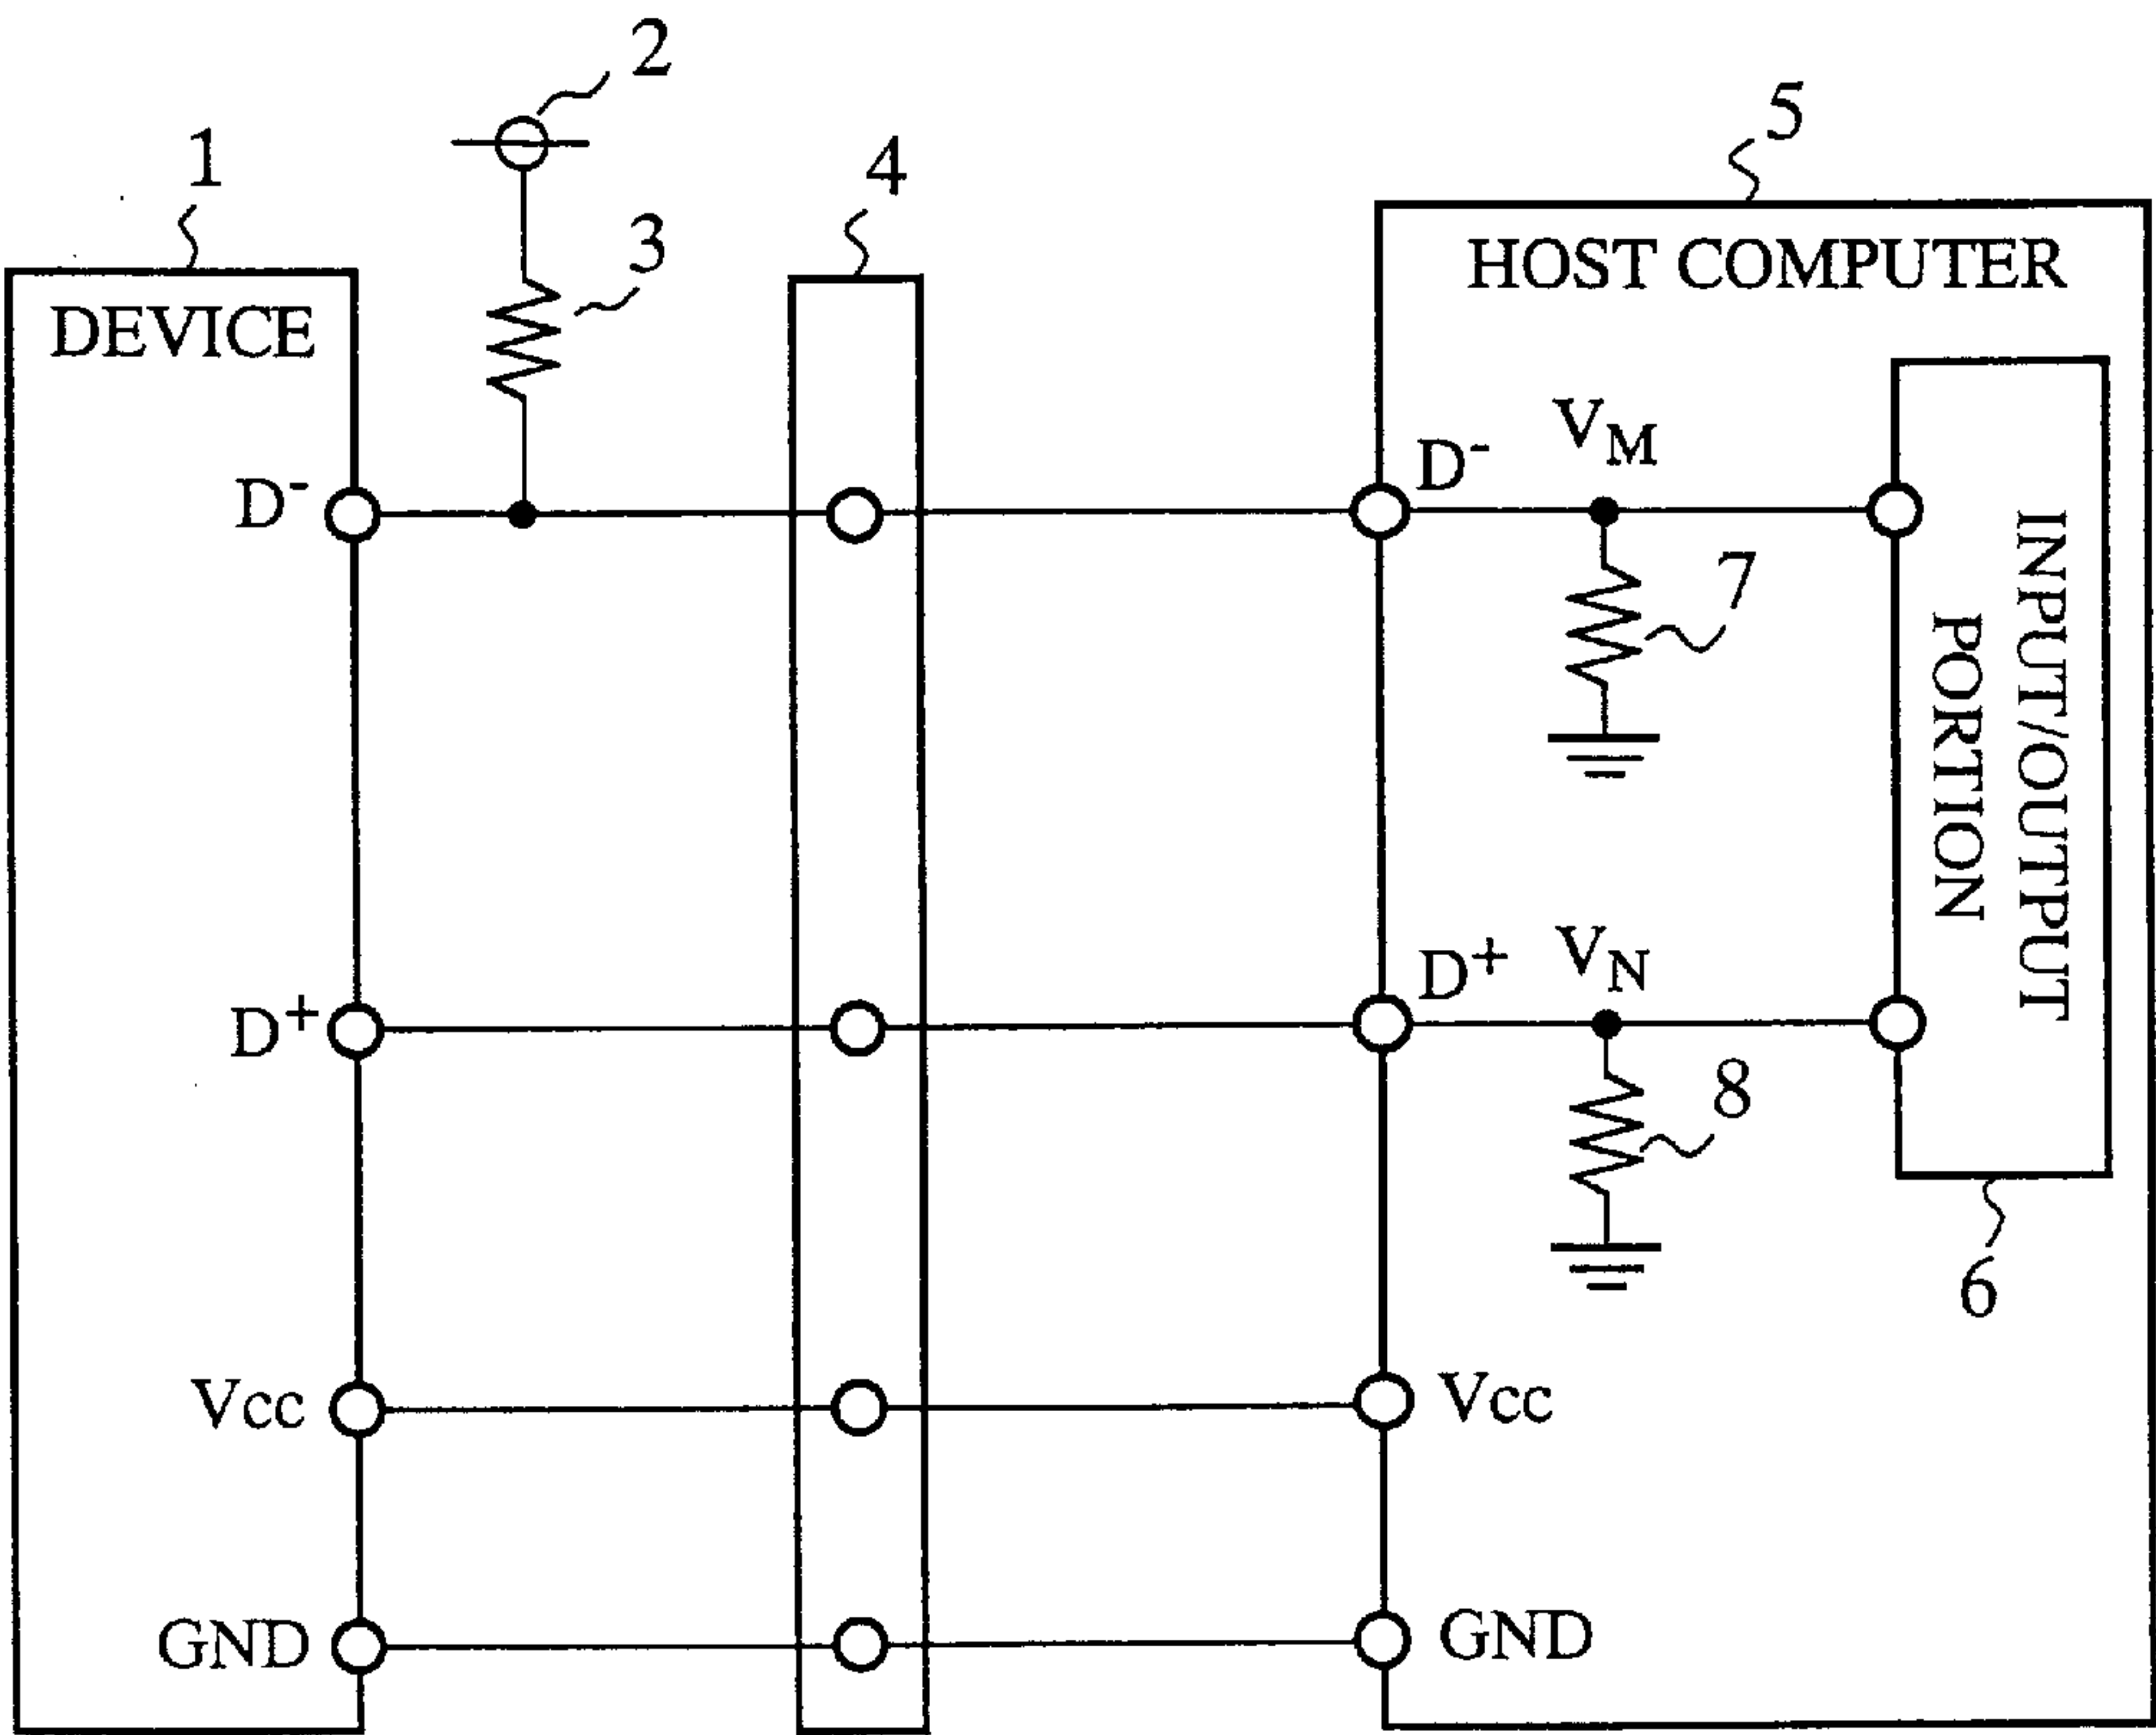 2
5
1
4
3
HOST COMPUTER
DEVICE
D-
D-
VM
7
INPUT/OUTPUT
PORTION
D+
D+
VN
8
6
Vcc
Vcc
GND
GND